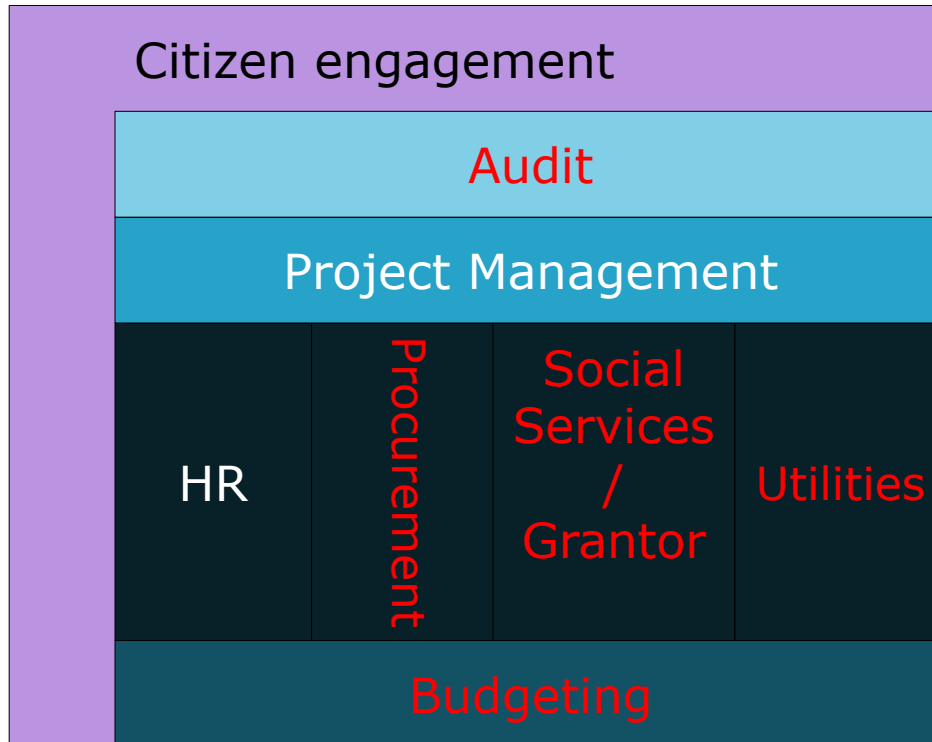 Citizen engagement
Audit
Project Management
HR
Procurement
Social
Services
/
Grantor
Utilities
Budgeting